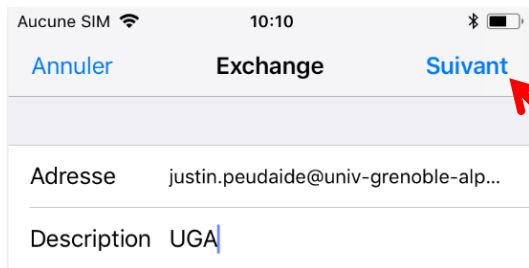 Aucune SIM 10:10
Annuler Exchange Suivant
Adresse justin.peudaide@univ-grenoble-alp...
Description UGA